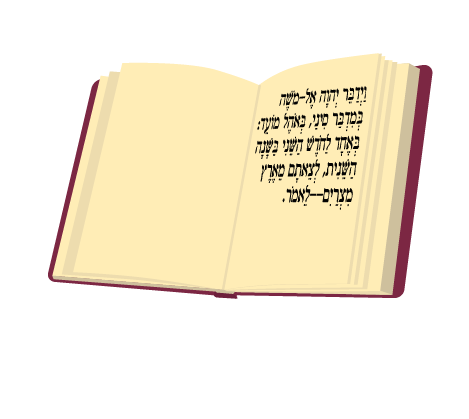 וַיְדַבֵּר יְהוָה אֶל-מֹשֶׁה
בְּמִדְבַּר סִינַי, בְּאֹהֶל מוֹעֵד:
בְּאֶחָד לַחֹדֶשׁ הַשֵּׁנִי בַּשָּׁנָה
הַשֵּׁנִית, לְצֵאתָם מֵאֶרֶץ
מִצְרַיִם--לֵאמֹר.